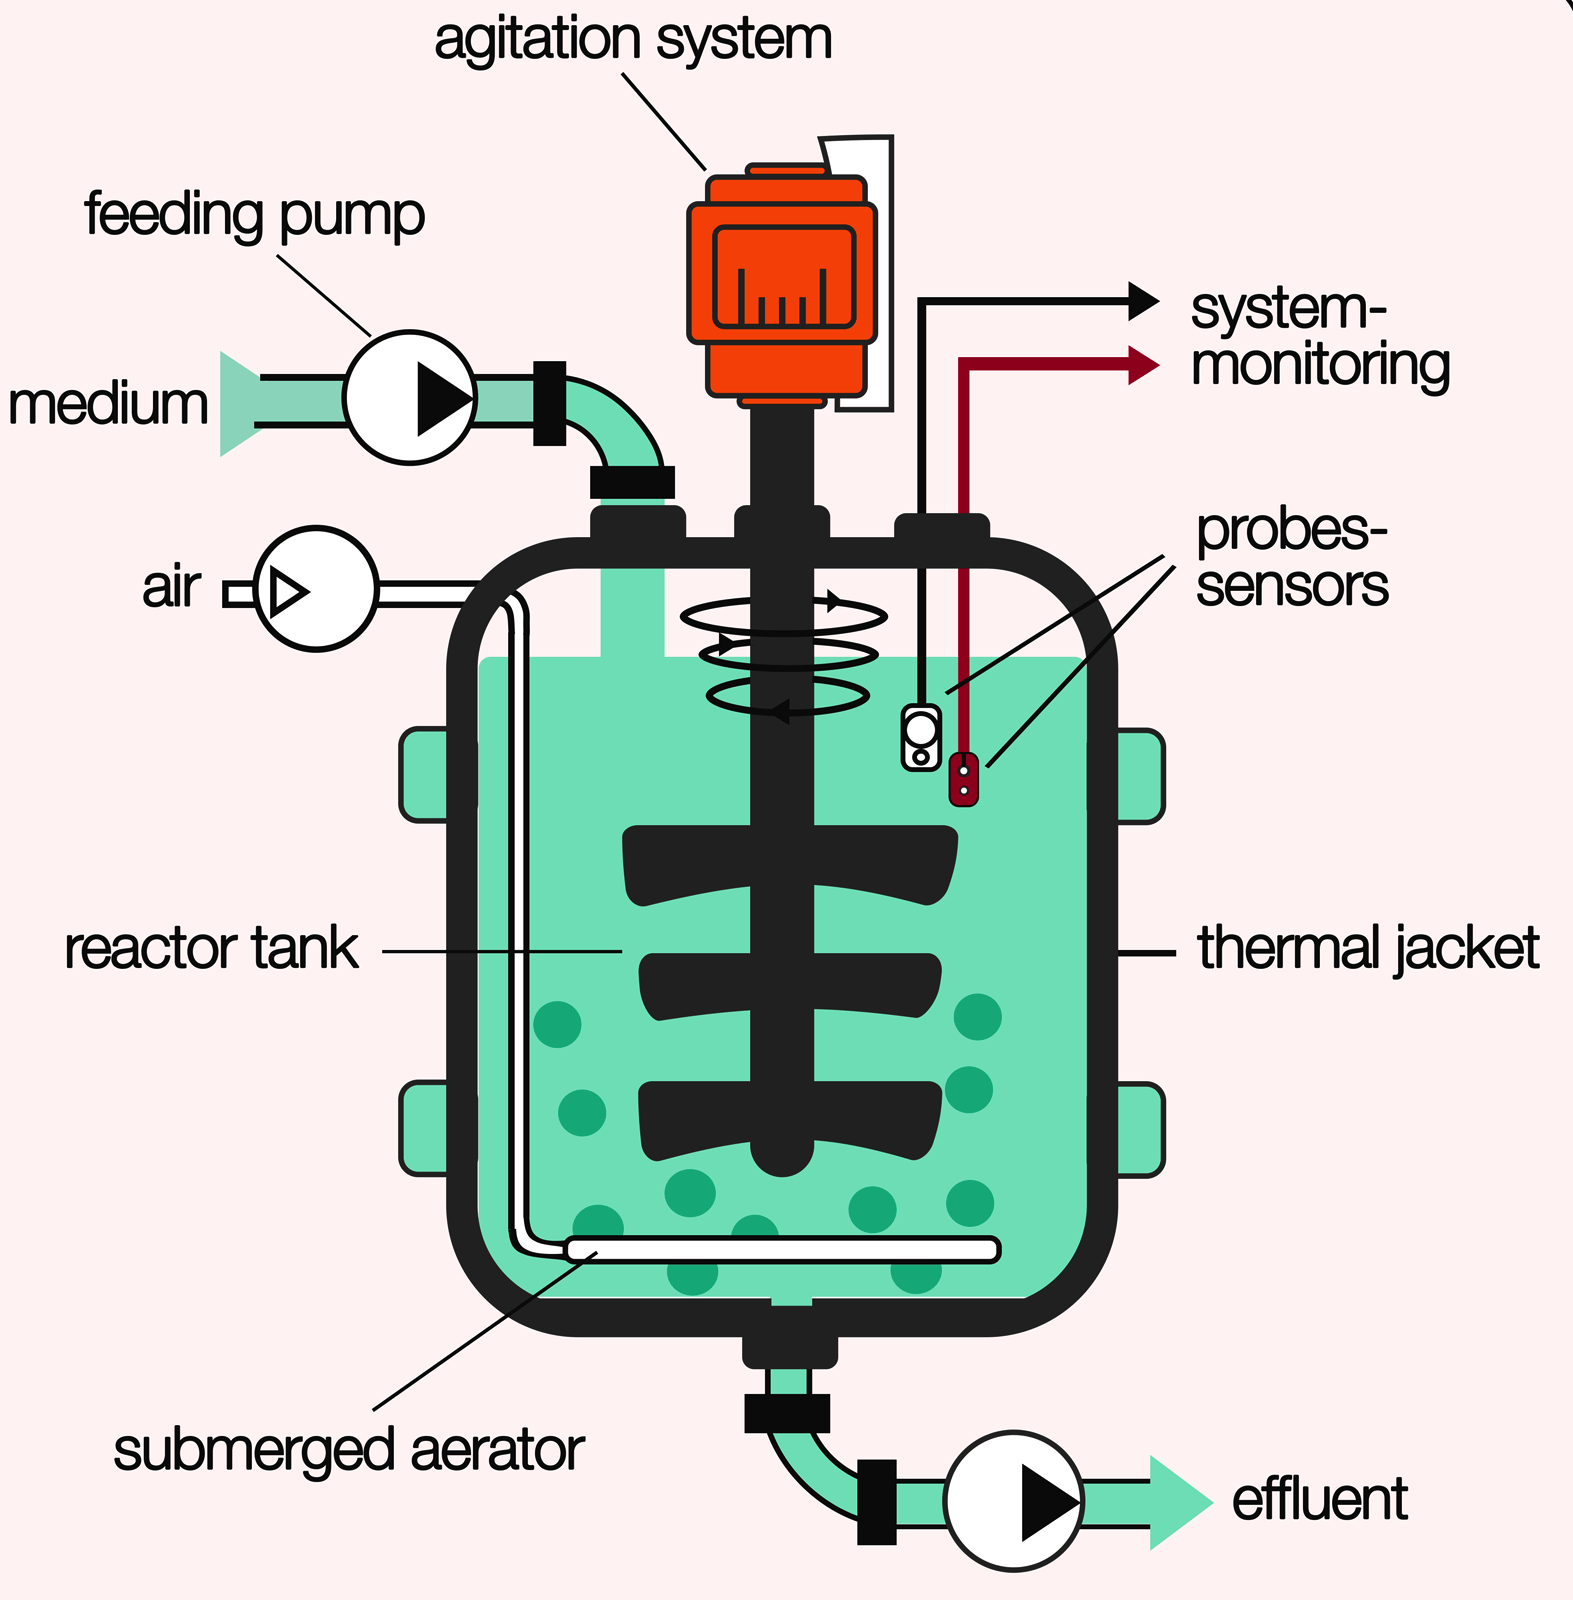 agitation system
feeding pump
medium
system-
monitoring
air
probes-
sensors
reactor tank
thermal jacket
submerged aerator
effluent